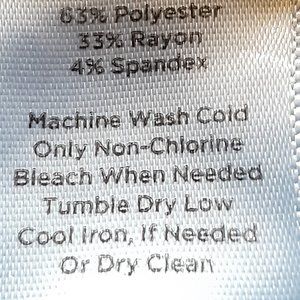 63% Polyester
33% Rayon
4% Spandex
Machine Wash Cold
Only Non-Chlorine
Bleach When Needed
Tumble Dry Low
Cool Iron, If Needed
Or Dry Clean